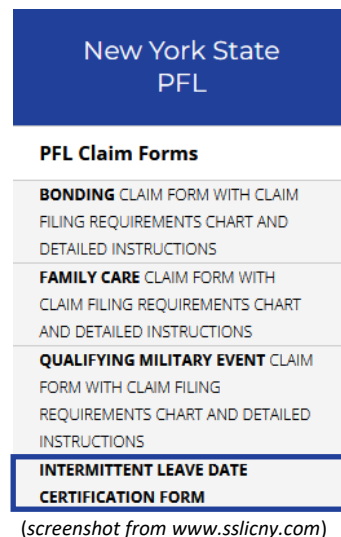 New York State
PFL
PFL Claim Forms
BONDING CLAIM FORM WITH CLAIM
FILING REQUIREMENTS CHART AND
DETAILED INSTRUCTIONS
FAMILY CARE CLAIM FORM WITH
CLAIM FILING REQUIREMENTS CHART
AND DETAILED INSTRUCTIONS
QUALIFYING MILITARY EVENT CLAIM
FORM WITH CLAIM FILING
REQUIREMENTS CHART AND DETAILED
INSTRUCTIONS
INTERMITTENT LEAVE DATE
CERTIFICATION FORM
(screenshot from www.sslicny.com)